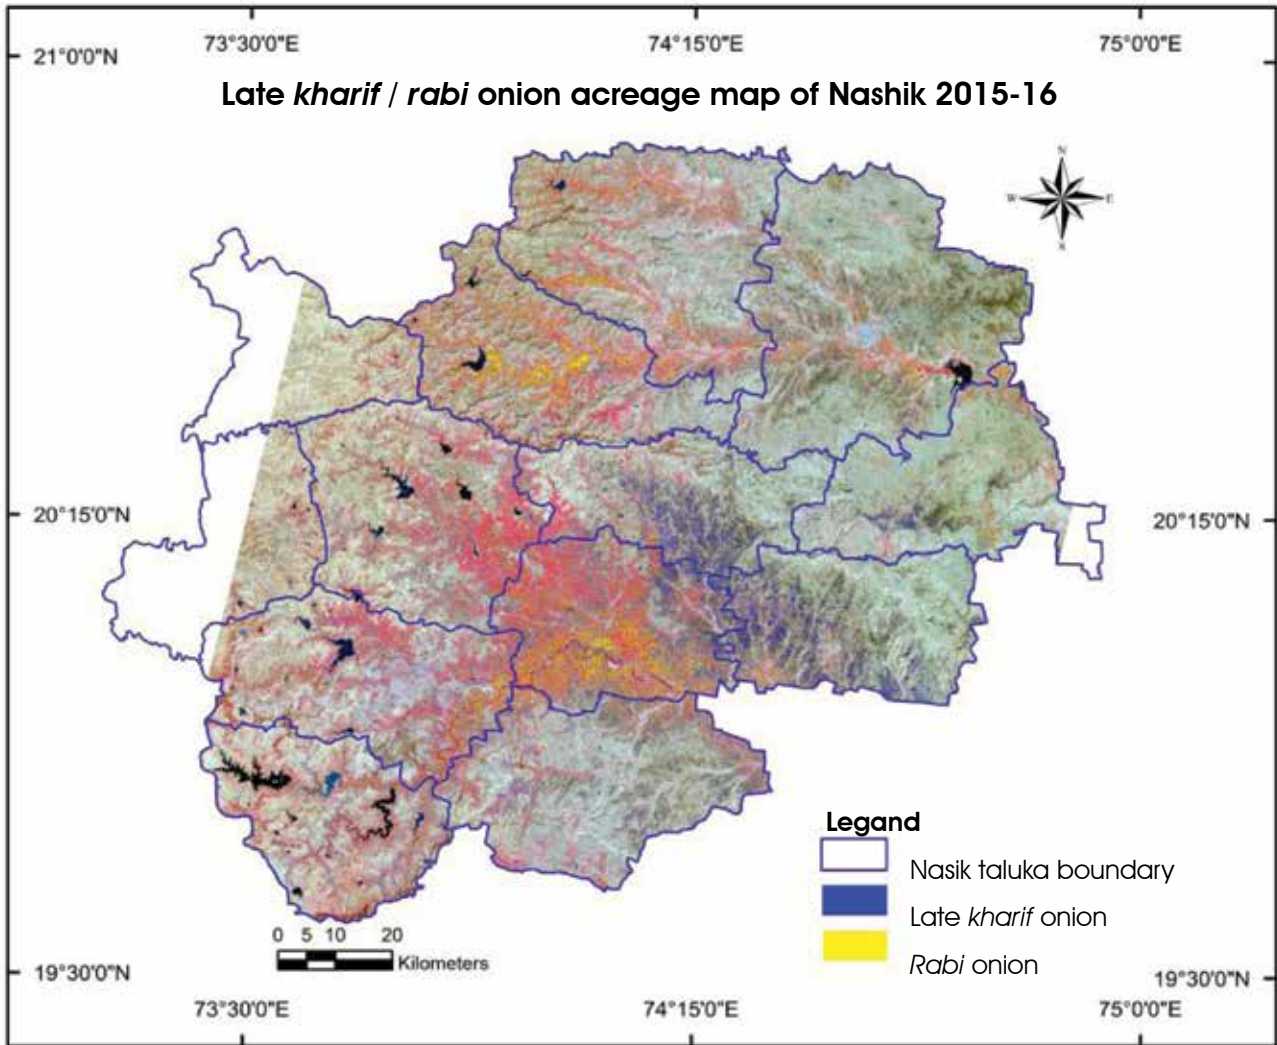 73°30'0"E 74°15'0"E 75°0'0"E
21°0'0"N
Late kharif / rabi onion acreage map of Nashik 2015-16
N
W E
S
20°15'0"N 20°15'0"N
Legand
Nasik taluka boundary
Late kharif onion
Rabi onion
0 5 10 20
Kilometers
19°30'0"N 19°30'0"N
73°30'0"E 74°15'0"E 75°0'0"E